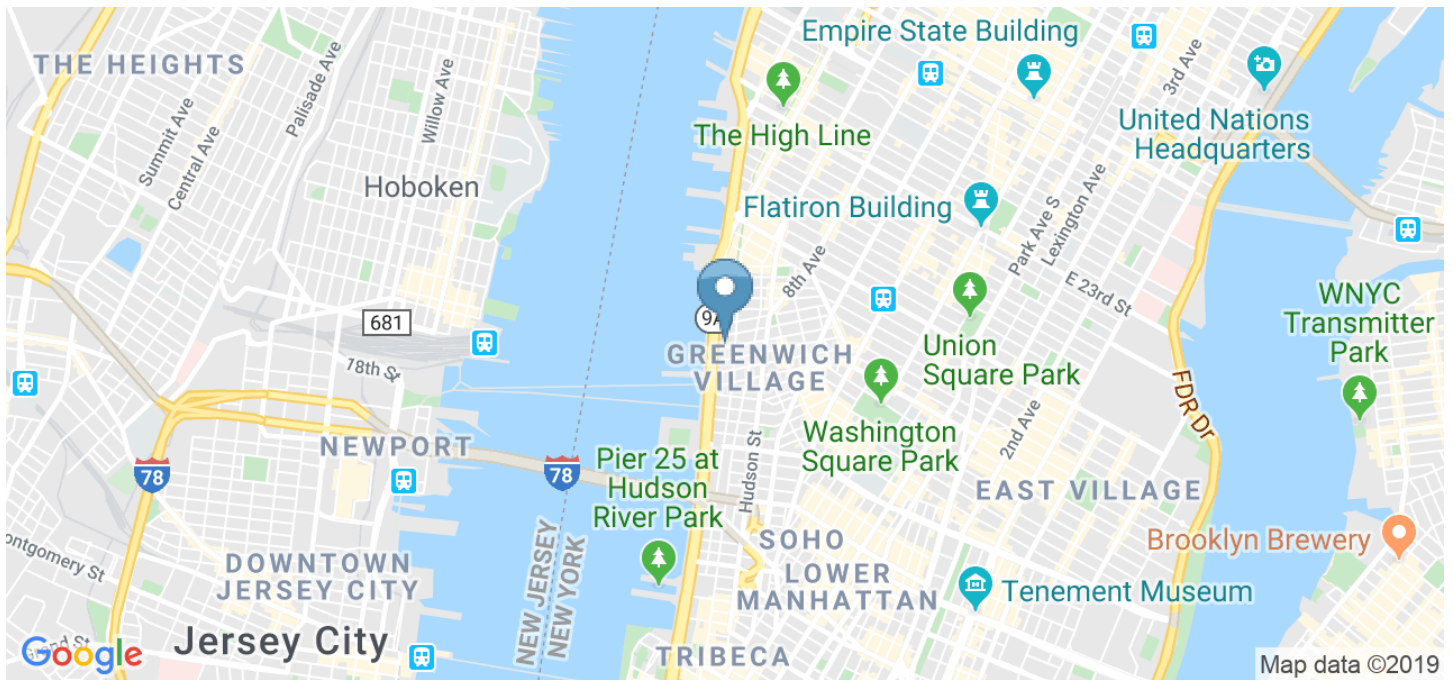 Empire State Building
THE HEIGHTS
Palisade Ave
Willow Ave
3rd Ave
Summit Ave
Central Ave
The High Line
United Nations
Headquarters
Hoboken
Flatiron Building
Park Ave S
Lexington Ave
8th Ave
E 23rd St
WNYC
Transmitter
Park
681
9A
78th St
GREENWICH
VILLAGE
Union
Square Park
FDR Dr
Washington
Square Park
2nd Ave
NEWPORT
78
78
Pier 25 at
Hudson
River Park
Hudson St
EAST VILLAGE
SOHO
Brooklyn Brewery
NEW JERSEY
NEW YORK
DOWNTOWN
JERSEY CITY
LOWER
MANHATTAN
Tenement Museum
Jersey City
TRIBECA
Google
Map data ©2019